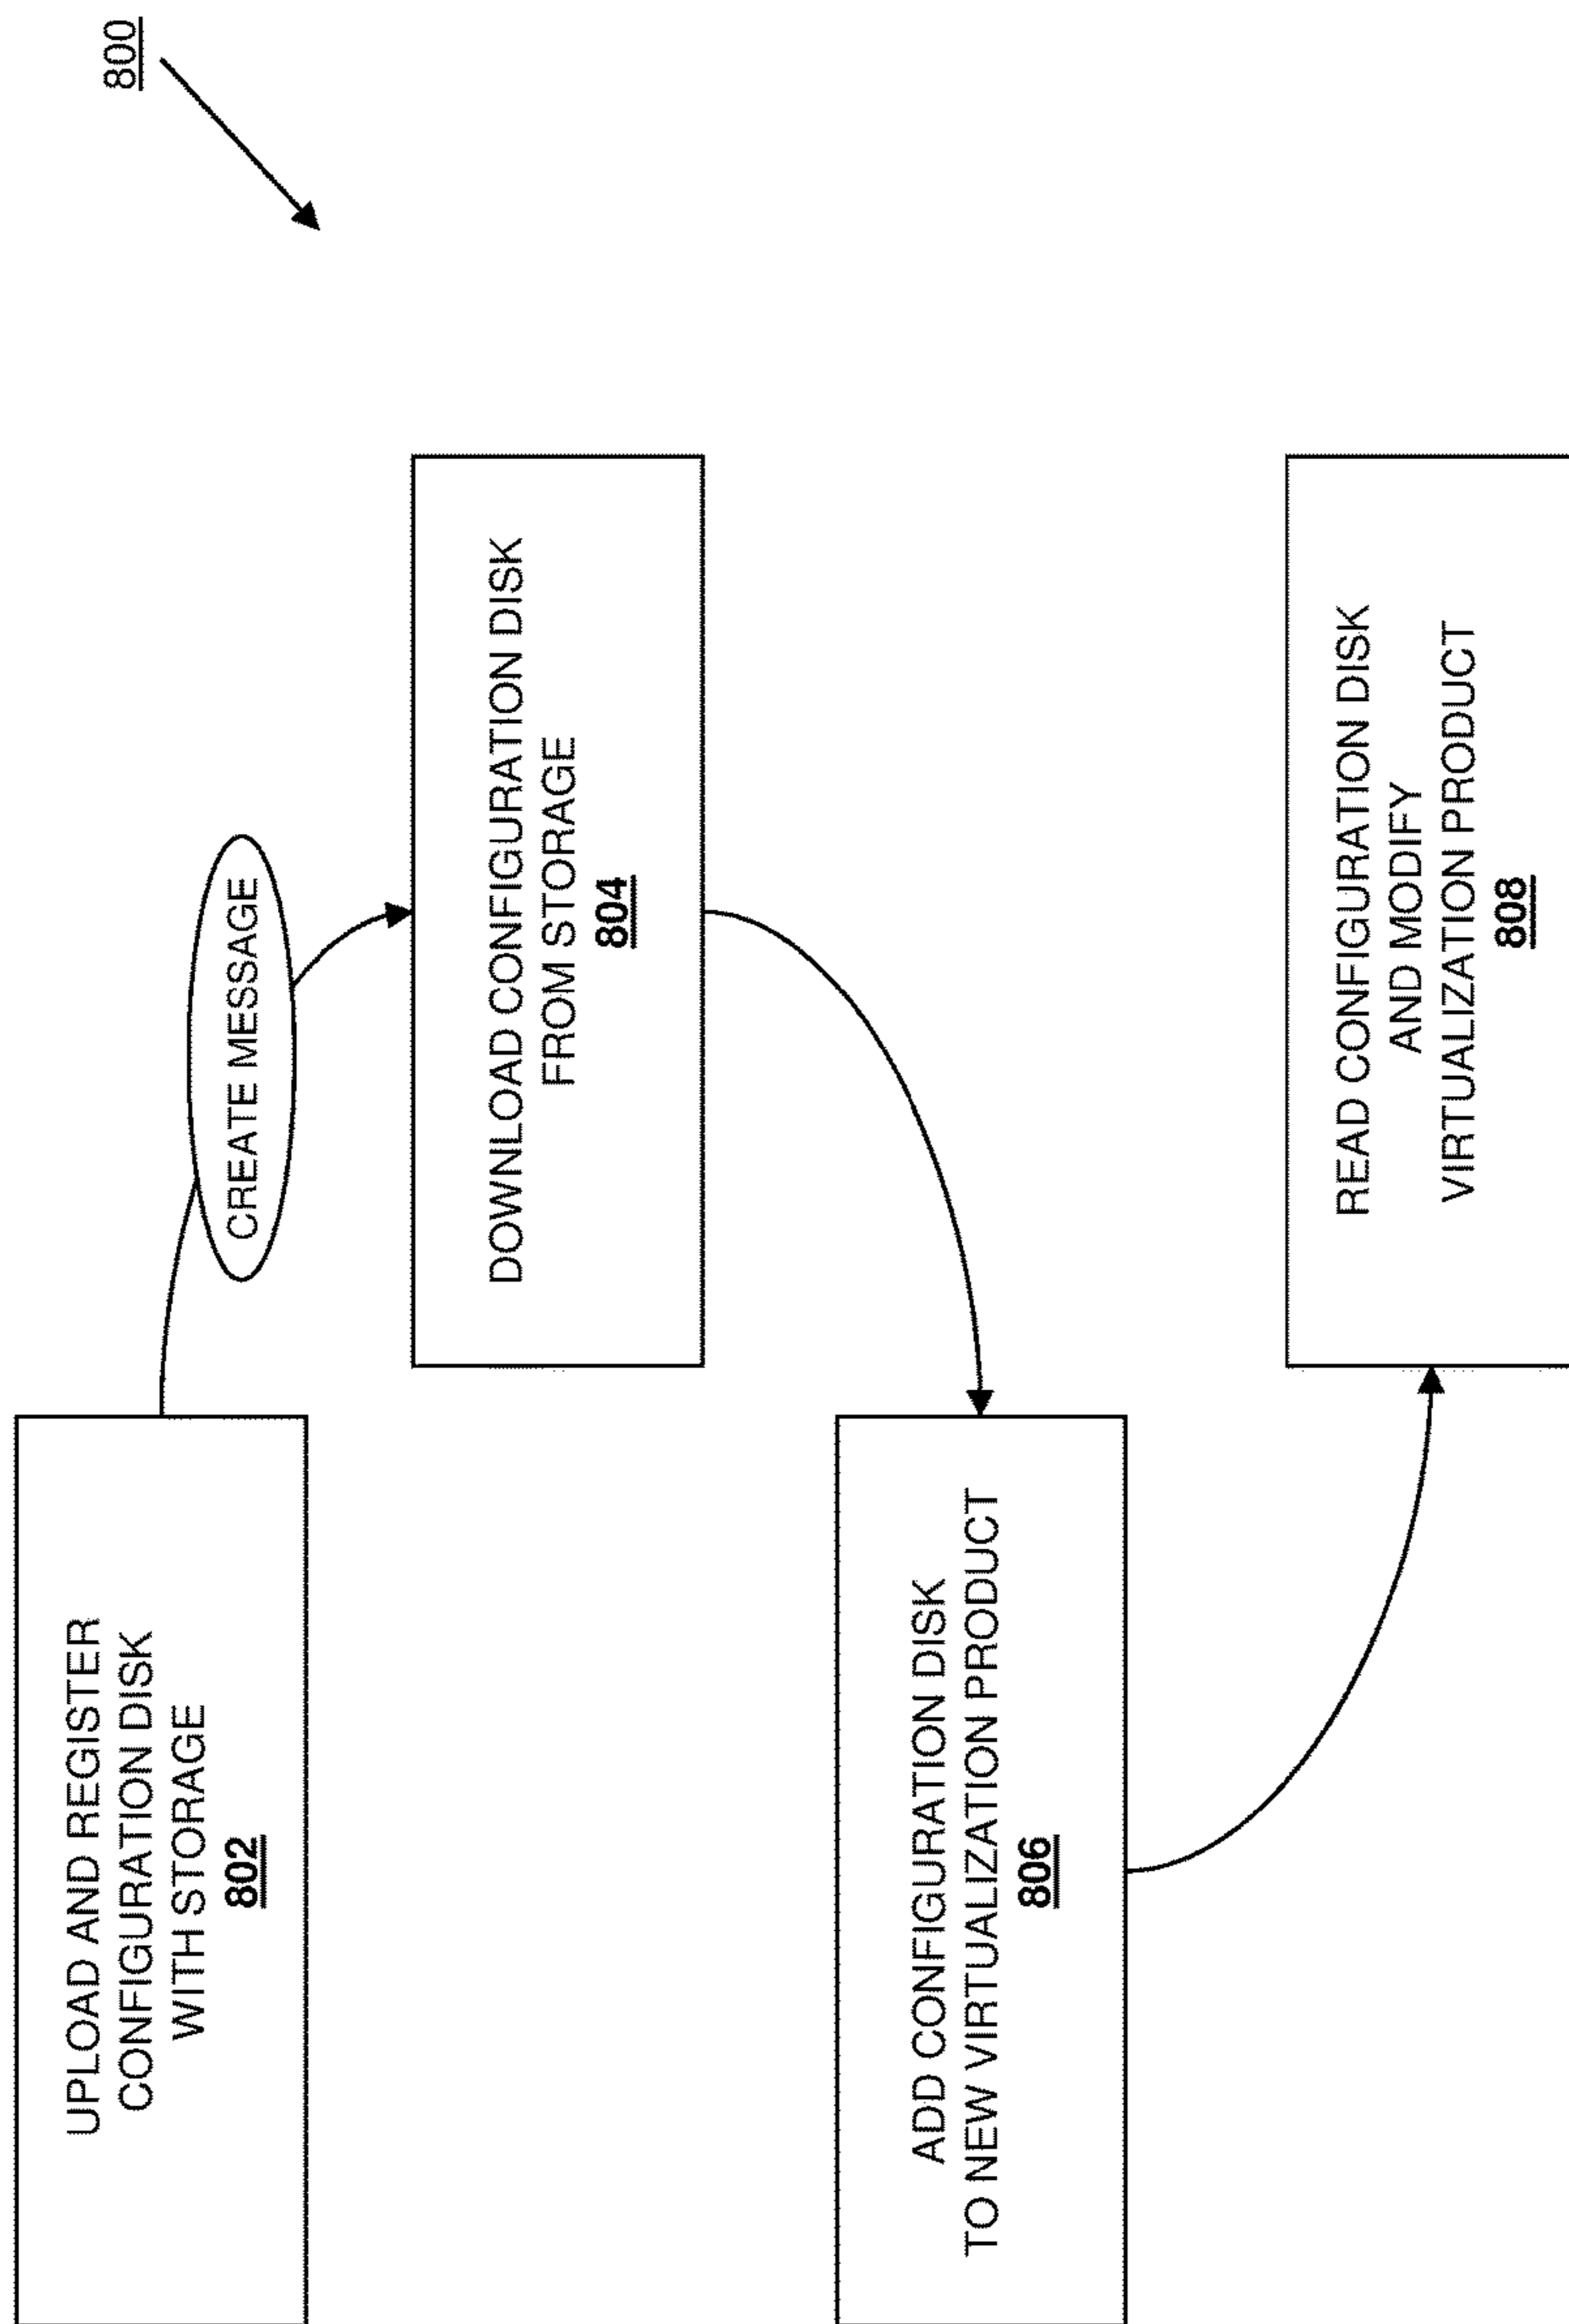 800
UPLOAD AND REGISTER
CONFIGURATION DISK
WITH STORAGE
802
CREATE MESSAGE
DOWNLOAD CONFIGURATION DISK
FROM STORAGE
804
ADD CONFIGURATION DISK
TO NEW VIRTUALIZATION PRODUCT
806
READ CONFIGURATION DISK
AND MODIFY
VIRTUALIZATION PRODUCT
808